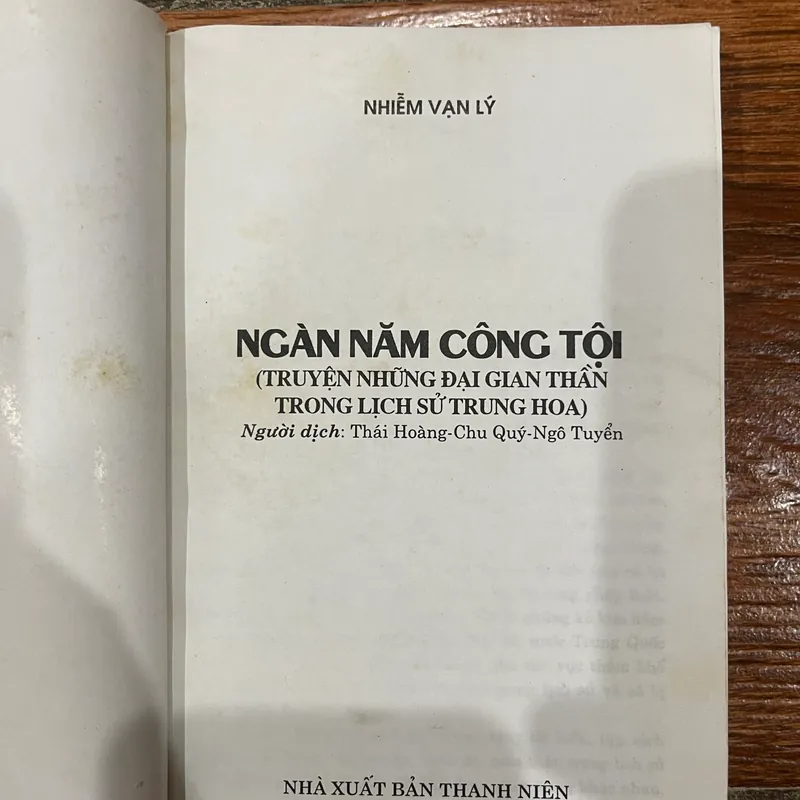 NHIỄM VẠN LÝ
NGÀN NĂM CÔNG TỘI
(TRUYỆN NHỮNG ĐẠI GIAN THẦN
TRONG LỊCH SỬ TRUNG HOA)
Người dịch: Thái Hoàng-Chu Quý-Ngô Tuyển
NHÀ XUẤT BẢN THANH NIÊN